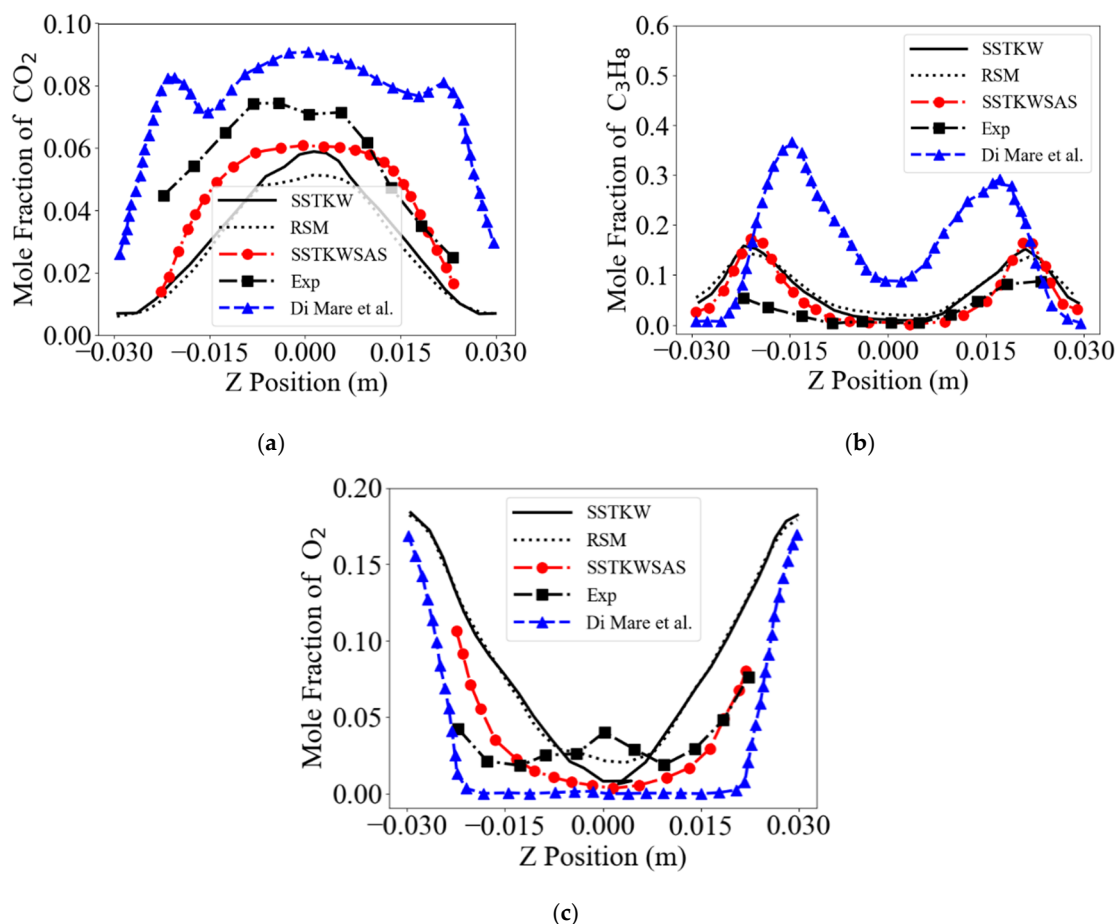 0.10
0.08
0.06
0.04
0.02
0.00
Mole Fraction of CO₂
SSTKW
RSM
SSTKWSAS
Exp
Di Mare et al.
−0.030 −0.015 0.000 0.015 0.030
Z Position (m)
(a)
0.6
0.5
0.4
0.3
0.2
0.1
0.0
Mole Fraction of C₃H₈
SSTKW
RSM
SSTKWSAS
Exp
Di Mare et al.
−0.030 −0.015 0.000 0.015 0.030
Z Position (m)
(b)
0.20
0.15
0.10
0.05
0.00
Mole Fraction of O₂
SSTKW
RSM
SSTKWSAS
Exp
Di Mare et al.
−0.030 −0.015 0.000 0.015 0.030
Z Position (m)
(c)